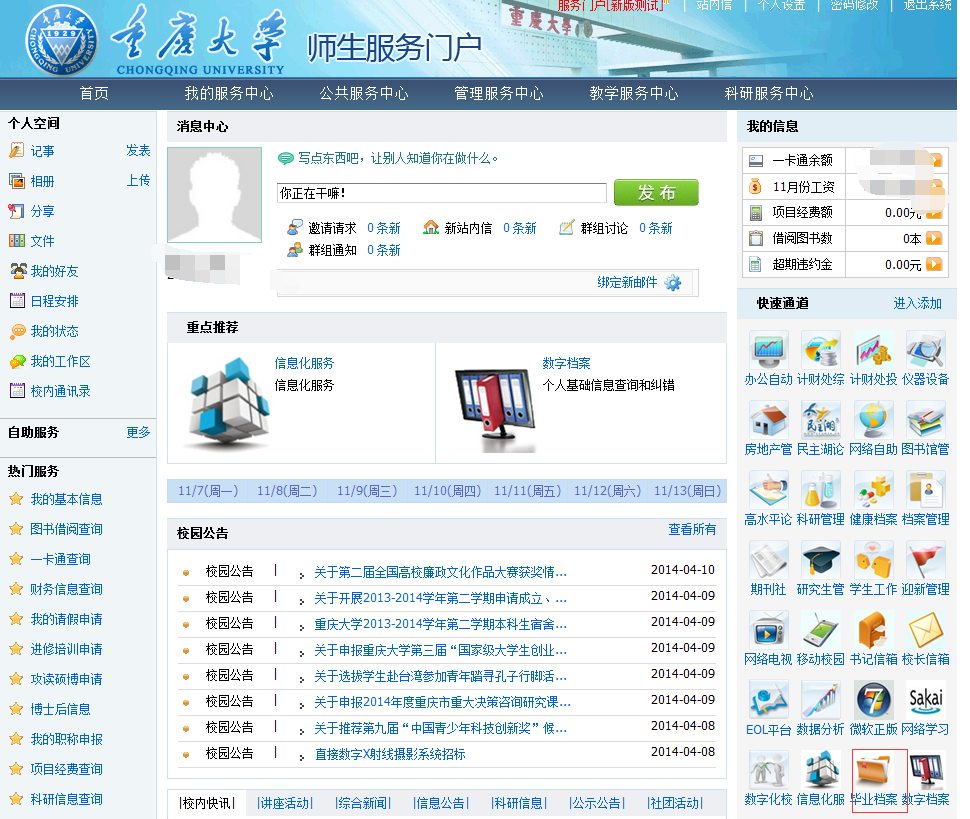 服务门户[新版测试] | 站内信 | 个人设置 | 密码修改 | 退出系统
重庆大学
CHONGQING UNIVERSITY
师生服务门户
重庆大学
CHONGQING UNIVERSITY
1929
首页 我的服务中心 公共服务中心 管理服务中心 教学服务中心 科研服务中心
个人空间
记事 发表
相册 上传
分享
文件
我的好友
日程安排
我的状态
我的工作区
校内通讯录
自助服务 更多
热门服务
我的基本信息
图书借阅查询
一卡通查询
财务信息查询
我的请假申请
进修培训申请
攻读硕博申请
博士后信息
我的职称申报
项目经费查询
科研信息查询
消息中心
写点东西吧，让别人知道你在做什么。
你正在干嘛！
发 布
邀请请求 0条新 新站内信 0条新 群组讨论 0条新
群组通知 0条新
绑定新邮件
重点推荐
信息化服务
信息化服务
数字档案
个人基础信息查询和纠错
11/7(周一) 11/8(周二) 11/9(周三) 11/10(周四) 11/11(周五) 11/12(周六) 11/13(周日)
校园公告 查看所有
校园公告 | 关于第二届全国高校廉政文化作品大赛获奖情... 2014-04-10
校园公告 | 关于开展2013-2014学年第二学期申请成立、... 2014-04-09
校园公告 | 重庆大学2013-2014学年第二学期本科生宿舍... 2014-04-09
校园公告 | 关于申报重庆大学第三届“国家级大学生创业... 2014-04-09
校园公告 | 关于选拔学生赴台湾参加青年踏寻孔子行脚活... 2014-04-09
校园公告 | 关于申报2014年度重庆市重大决策咨询研究课... 2014-04-09
校园公告 | 关于推荐第九届“中国青少年科技创新奖”候... 2014-04-08
校园公告 | 直接数字X射线摄影系统招标 2014-04-08
|校内快讯| |讲座活动| |综合新闻| |信息公告| |科研信息| |公示公告| |社团活动|
我的信息
一卡通余额
11月份工资
项目经费额 0.00元
借阅图书数 0本
超期违约金 0.00元
快速通道 进入添加
办公自动 计财处综 计财处投 仪器设备
房地产管 民主湖论 网络自助 图书馆管
高水平论 科研管理 健康档案 档案管理
期刊社 研究生管 学生工作 迎新管理
网络电视 移动校园 书记信箱 校长信箱
Sakai
EOL平台 数据分析 微软正版 网络学习
数字化校 信息化服 毕业档案 数字档案